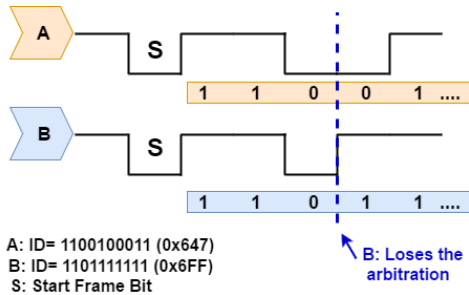 A
S
1 1 0 0 1 ....
B
S
1 1 0 1 1 ....
A: ID= 1100100011 (0x647)
B: ID= 1101111111 (0x6FF)
S: Start Frame Bit
B: Loses the
arbitration